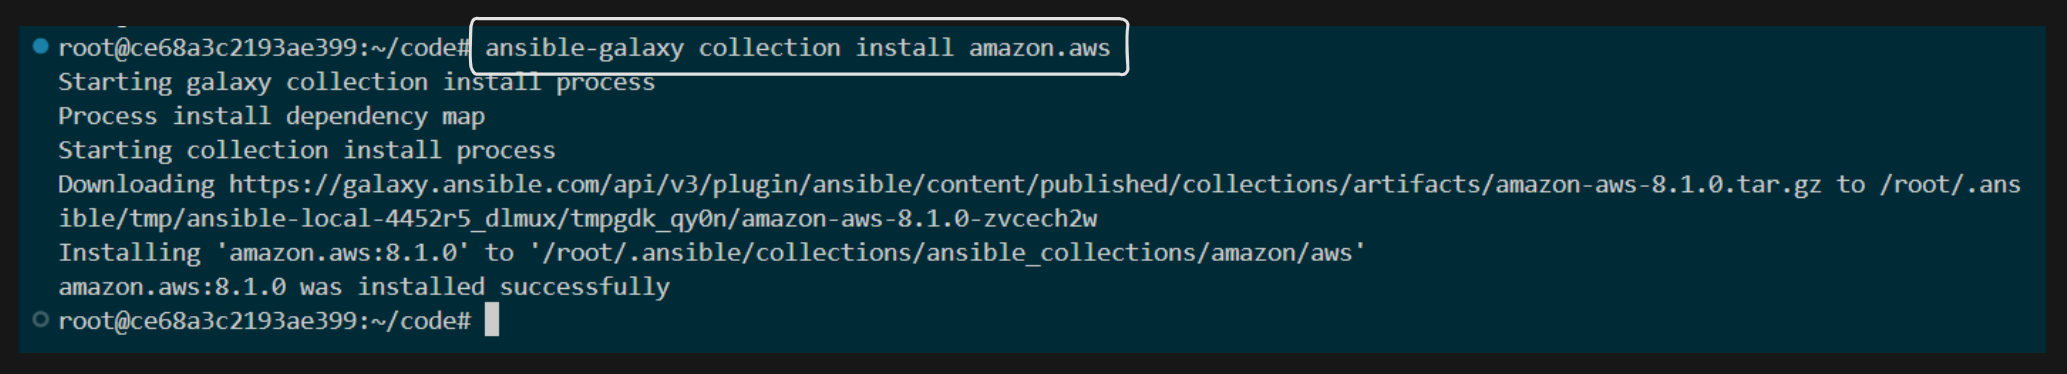 root@ce68a3c2193ae399:~/code# ansible-galaxy collection install amazon.aws
Starting galaxy collection install process
Process install dependency map
Starting collection install process
Downloading https://galaxy.ansible.com/api/v3/plugin/ansible/content/published/collections/artifacts/amazon-aws-8.1.0.tar.gz to /root/.ans
ible/tmp/ansible-local-4452r5_dlmux/tmpgdk_qy0n/amazon-aws-8.1.0-zvcech2w
Installing 'amazon.aws:8.1.0' to '/root/.ansible/collections/ansible_collections/amazon/aws'
amazon.aws:8.1.0 was installed successfully
root@ce68a3c2193ae399:~/code#